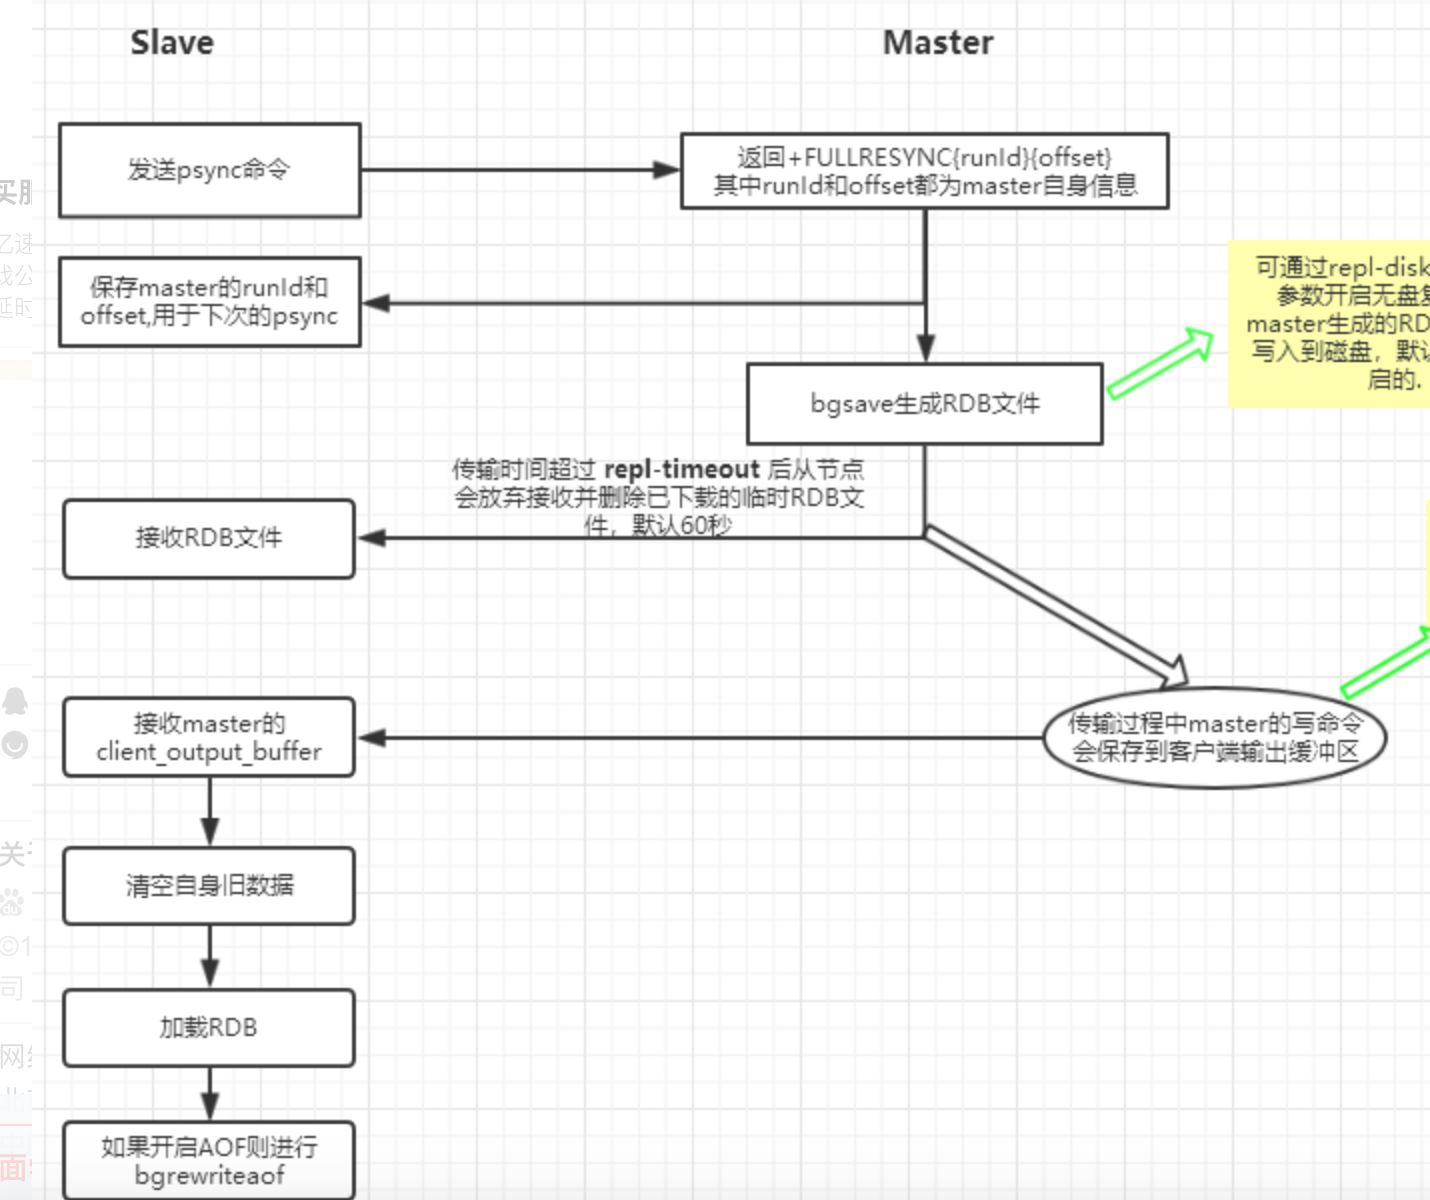 Slave
Master
发送psync命令
返回+FULLRESYNC{runId}{offset}
其中runId和offset都为master自身信息
保存master的runId和
offset,用于下次的psync
可通过repl-disk
参数开启无盘
master生成的RD
写入到磁盘，默
启的.
bgsave生成RDB文件
传输时间超过 repl-timeout 后从节点
会放弃接收并删除已下载的临时RDB文
件，默认60秒
接收RDB文件
接收master的
client_output_buffer
传输过程中master的写命令
会保存到客户端输出缓冲区
清空自身旧数据
加载RDB
如果开启AOF则进行
bgrewriteaof
买
亿速
公
延时
关
©1
司
网
面